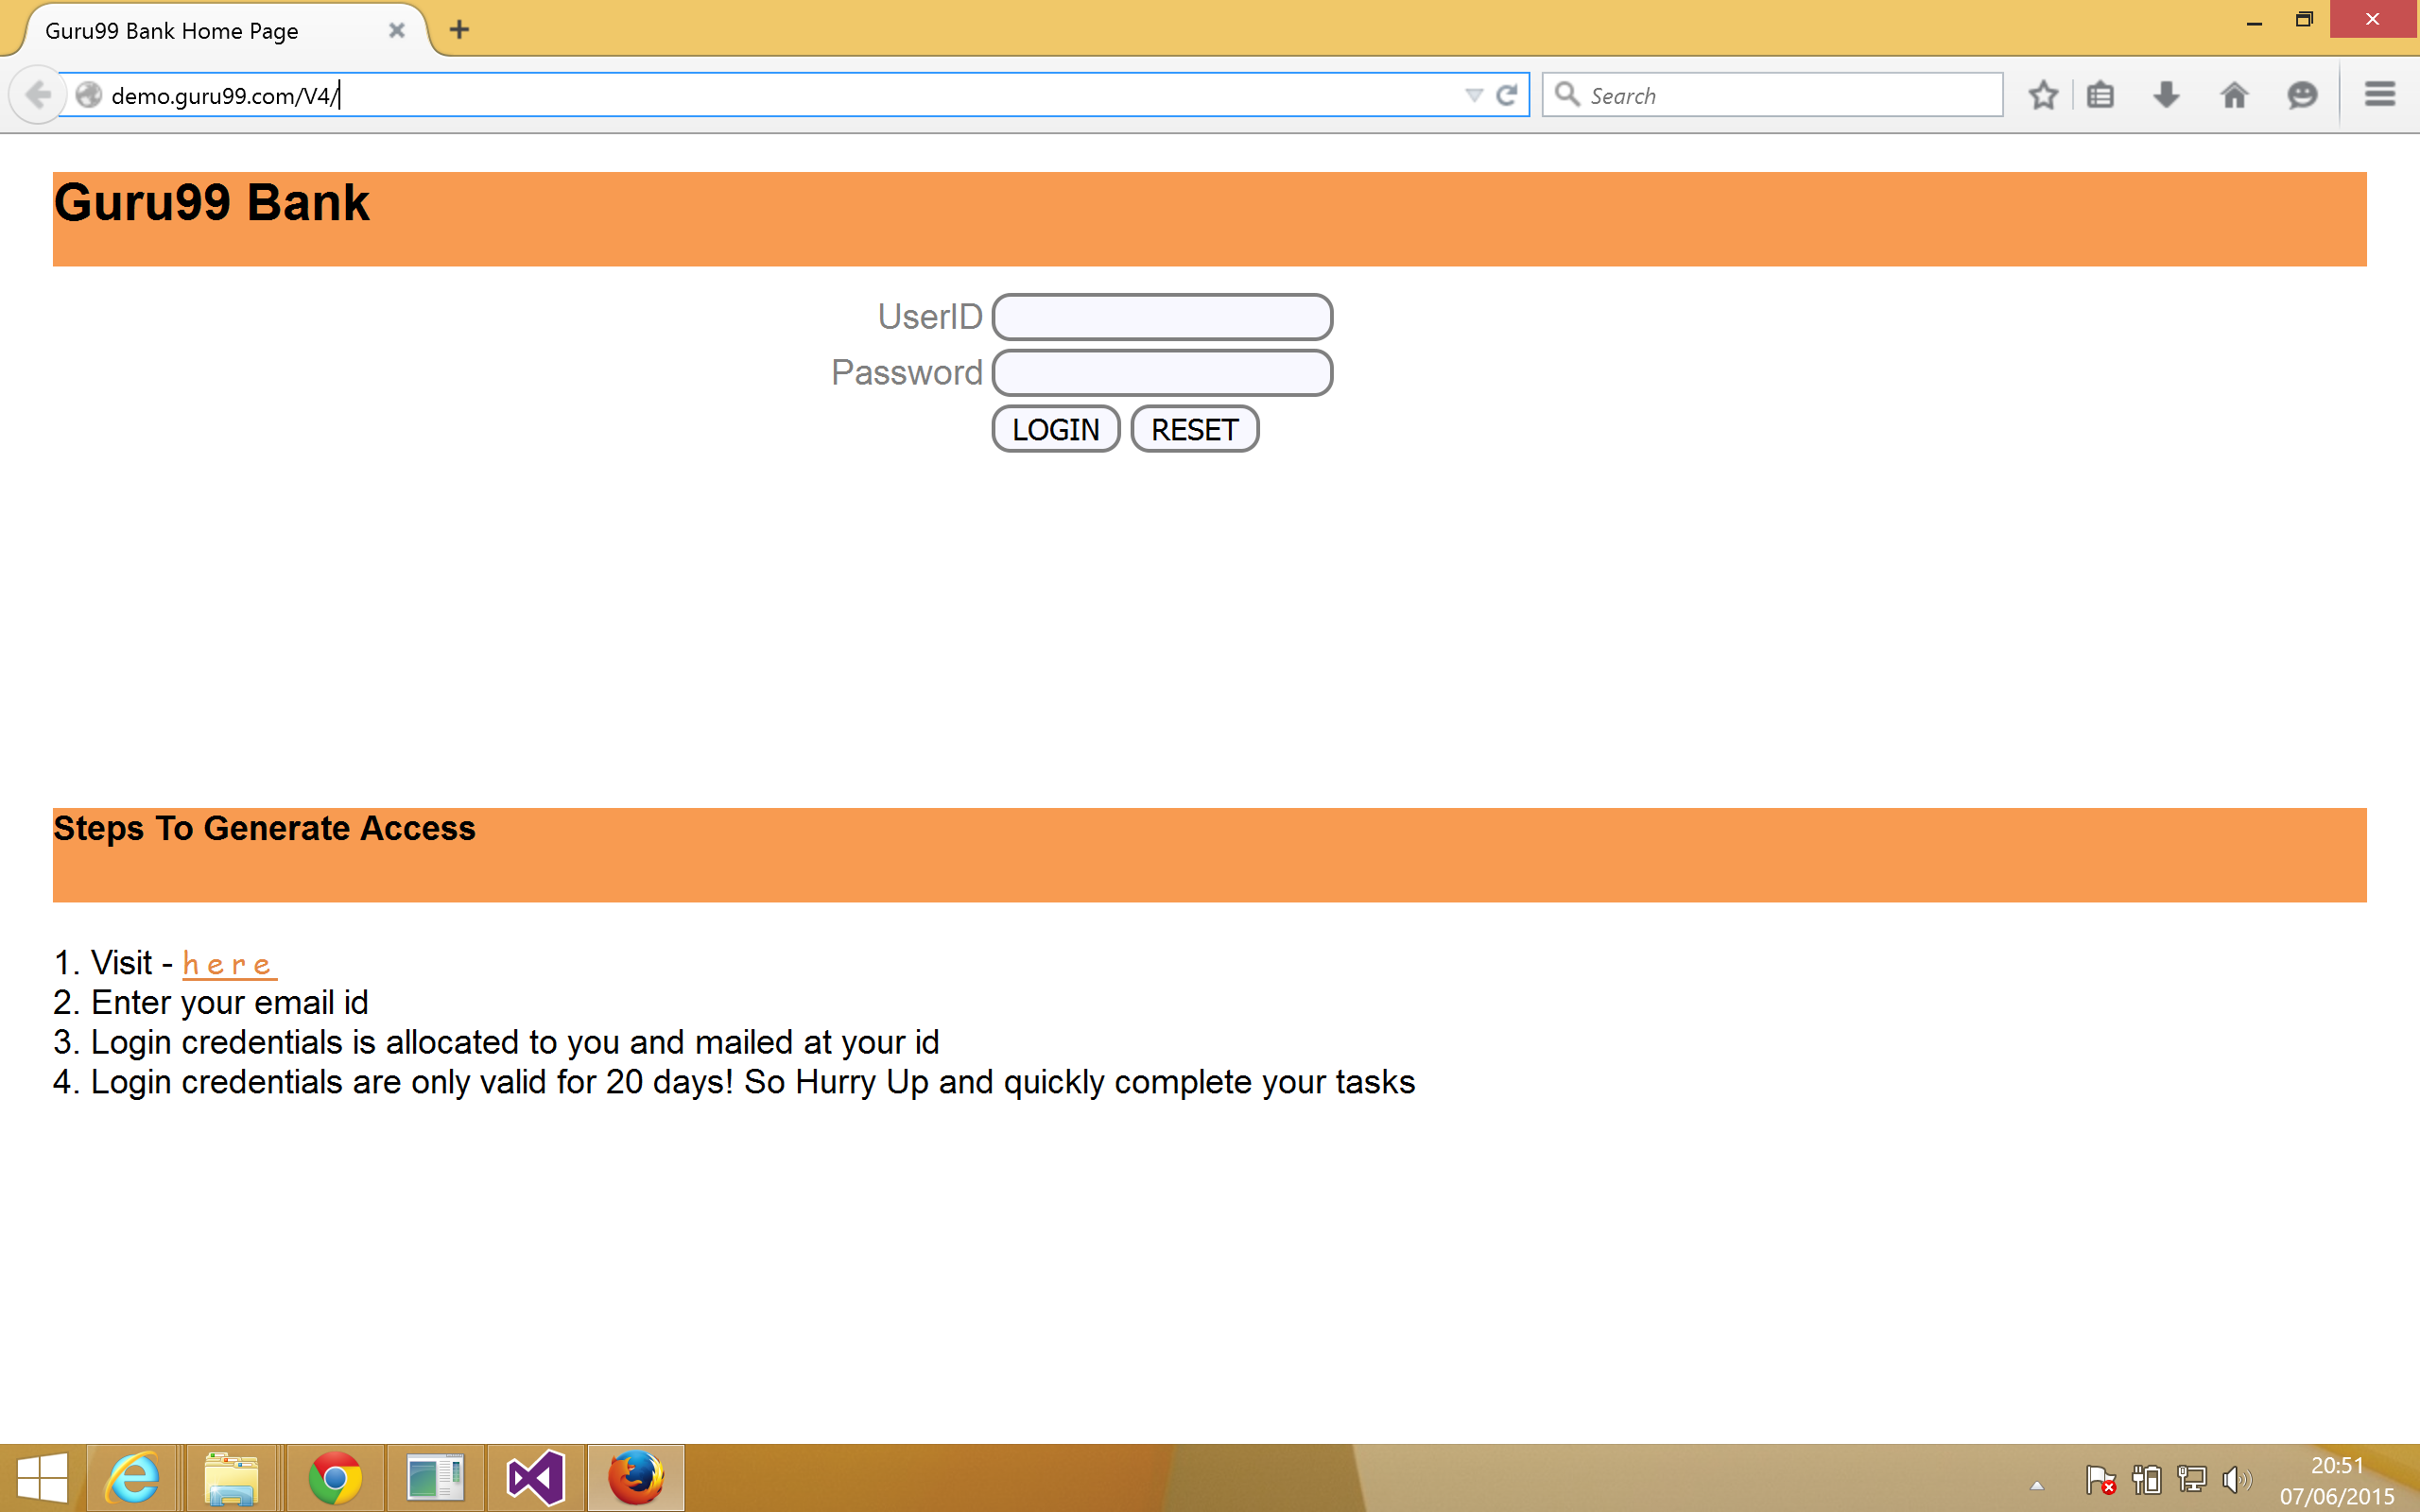 Guru99 Bank Home Page
demo.guru99.com/V4/
Search
Guru99 Bank
UserID
Password
LOGIN RESET
Steps To Generate Access
1. Visit - here
2. Enter your email id
3. Login credentials is allocated to you and mailed at your id
4. Login credentials are only valid for 20 days! So Hurry Up and quickly complete your tasks
20:51
07/06/2015